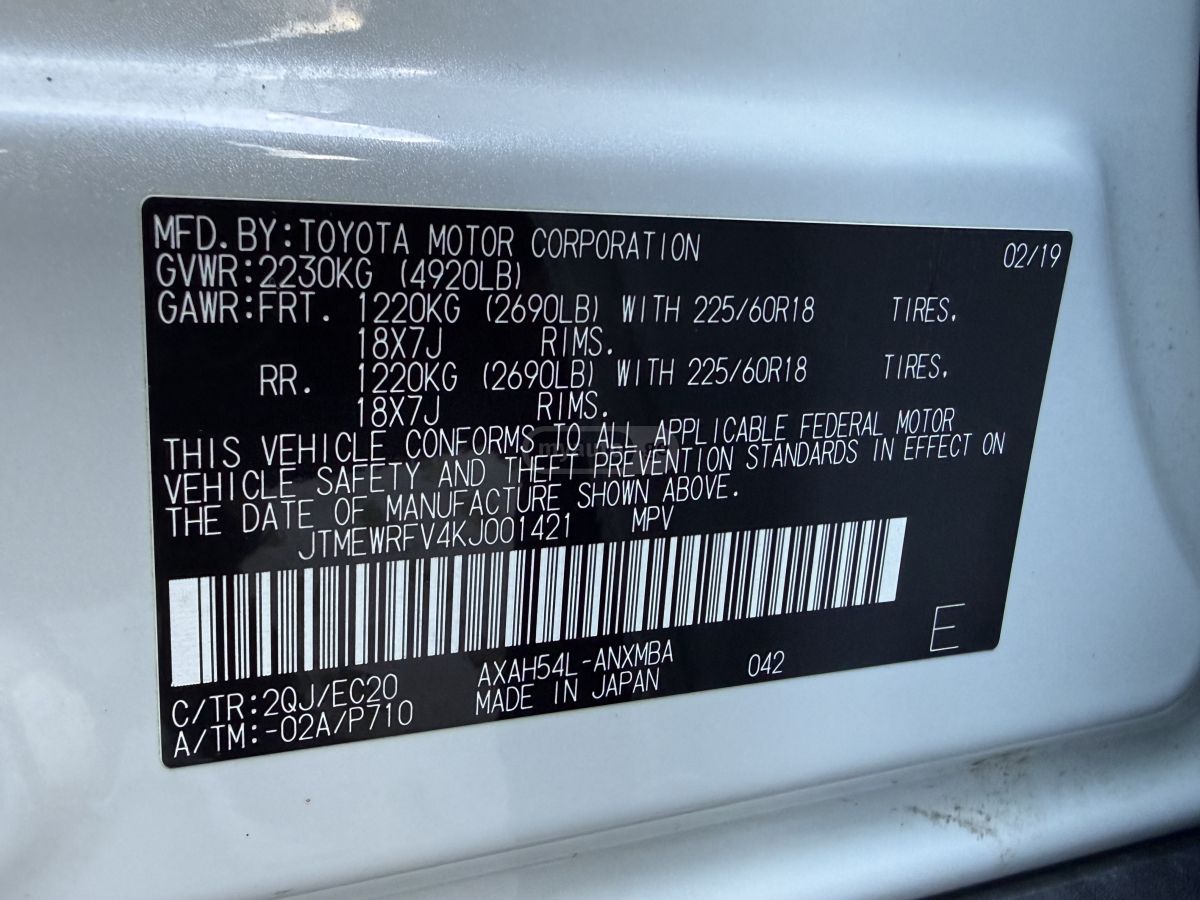 MFD. BY:TOYOTA MOTOR CORPORATION 02/19
GVWR:2230KG (4920LB)
GAWR:FRT. 1220KG (2690LB) WITH 225/60R18 TIRES,
18X7J RIMS.
RR. 1220KG (2690LB) WITH 225/60R18 TIRES,
18X7J RIMS.
THIS VEHICLE CONFORMS TO ALL APPLICABLE FEDERAL MOTOR
VEHICLE SAFETY AND THEFT PREVENTION STANDARDS IN EFFECT ON
THE DATE OF MANUFACTURE SHOWN ABOVE.
JTMEWRFV4KJ001421 MPV
C/TR:2QJ/EC20 AXAH54L-ANXMBA 042 E
A/TM:-02A/P710 MADE IN JAPAN